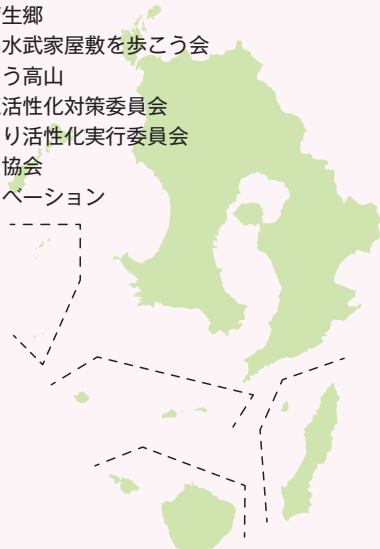 生郷
水武家屋敷を歩こう会
う高山
活性化対策委員会
り活性化実行委員会
協会
ベーション